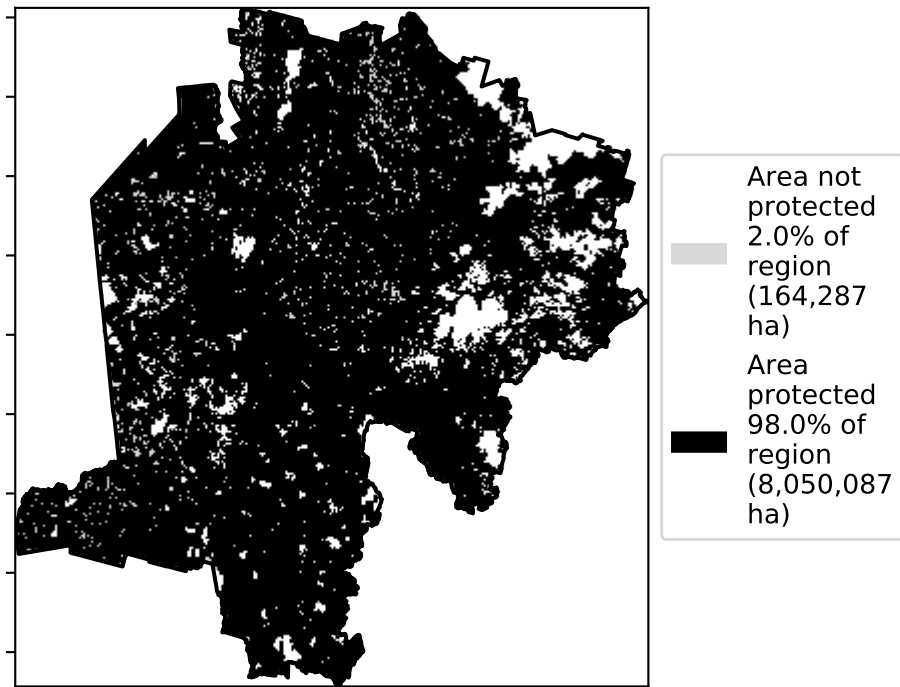 Area not
protected
2.0% of
region
(164,287
ha)
Area
protected
98.0% of
region
(8,050,087
ha)